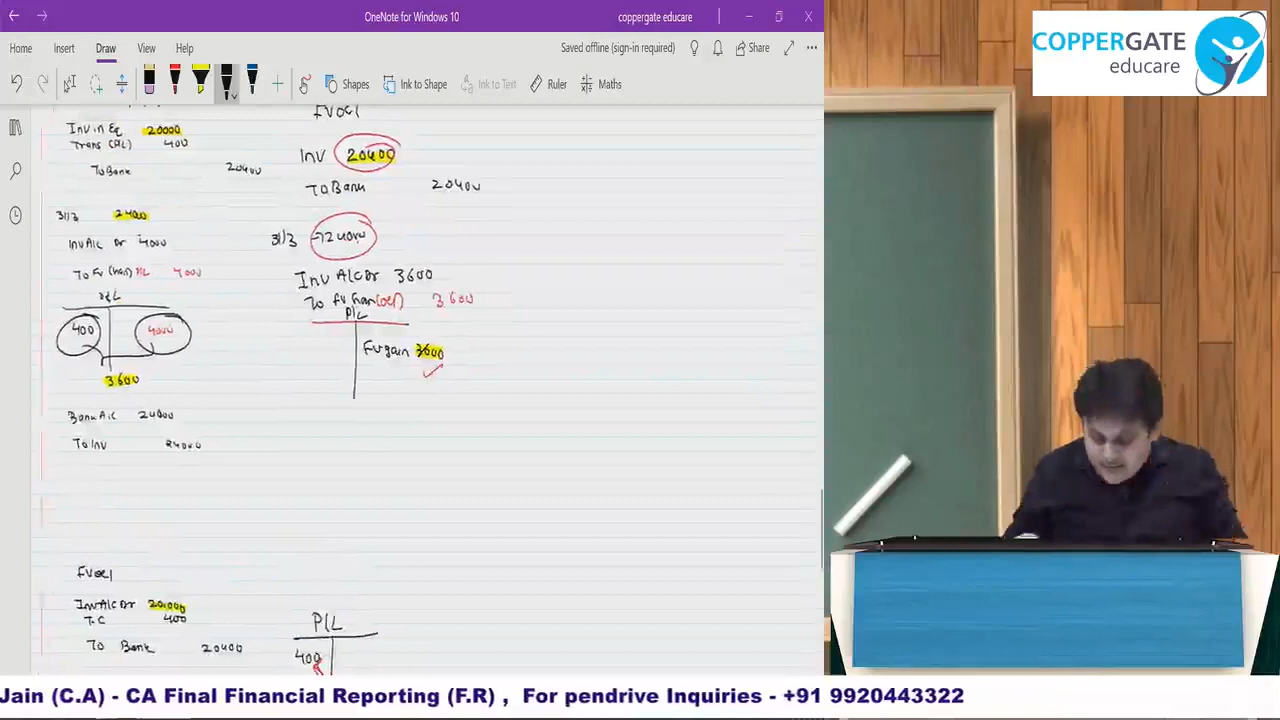 OneNote for Windows 10
coppergate educare
Home Insert Draw View Help
Saved offline (sign-in required)
Share
Shapes
Ink to Shape
Ink to Text
Ruler
Maths
COPPERGATE
educare
Inv in Eq 20000
Trans (P/L) 400
To Bank 20400
31/3 24000
Inv A/c Dr 4000
To FV Gain P/L 4000
P/L
400 4000
3600
Bank A/c 24000
To Inv 24000
FVOCI
Inv 20400
To Bank 20400
31/3 24000
Inv A/c Dr 3600
To FV Gain (OCI) 3600
P/L
FV gain 3600
FVOCI
Inv A/c Dr 20,000
T.C 400
To Bank 20400
P/L
400
Jain (C.A) - CA Final Financial Reporting (F.R) , For pendrive Inquiries - +91 9920443322